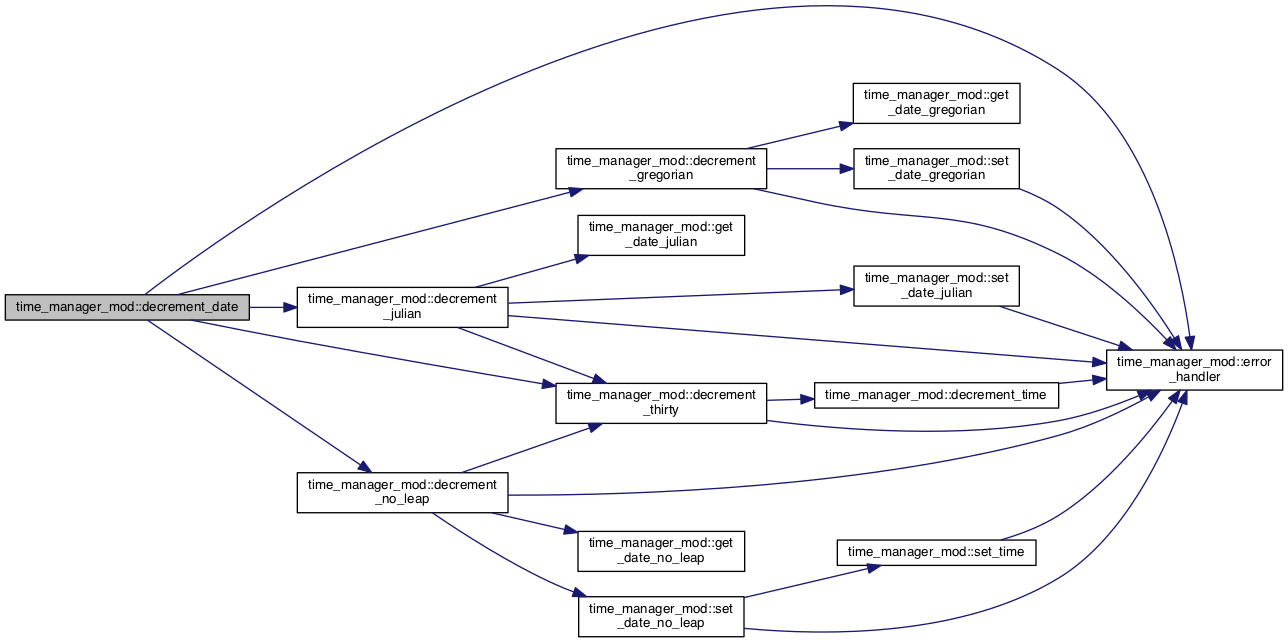 time_manager_mod::get
_date_gregorian
time_manager_mod::decrement
_gregorian
time_manager_mod::set
_date_gregorian
time_manager_mod::get
_date_julian
time_manager_mod::decrement_date
time_manager_mod::decrement
_julian
time_manager_mod::set
_date_julian
time_manager_mod::error
_handler
time_manager_mod::decrement
_thirty
time_manager_mod::decrement_time
time_manager_mod::decrement
_no_leap
time_manager_mod::get
_date_no_leap
time_manager_mod::set_time
time_manager_mod::set
_date_no_leap